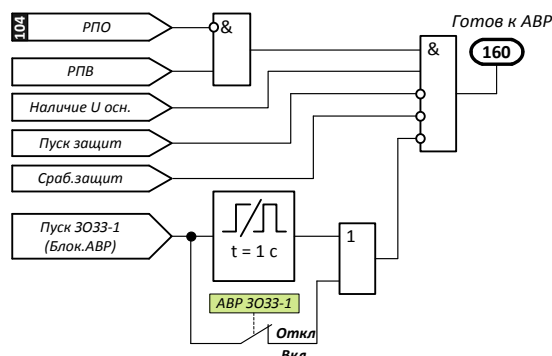 Готов к АВР
104
РПО
&
&
160
РПВ
Наличие U осн.
Пуск защит
Сраб.защит
Пуск ЗОЗЗ-1
(Блок.АВР)
t = 1 с
1
АВР ЗОЗЗ-1
Откл
Вкл